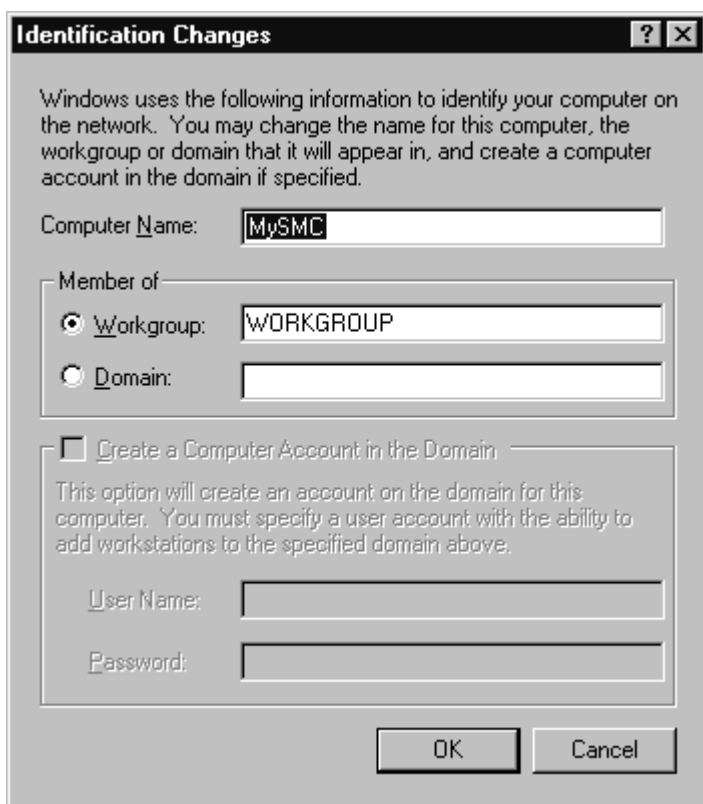 Identification Changes
Windows uses the following information to identify your computer on
the network.  You may change the name for this computer, the
workgroup or domain that it will appear in, and create a computer
account in the domain if specified.
Computer Name: MySMC
Member of
Workgroup: WORKGROUP
Domain:
Create a Computer Account in the Domain
This option will create an account on the domain for this
computer.  You must specify a user account with the ability to
add workstations to the specified domain above.
User Name:
Password:
OK Cancel